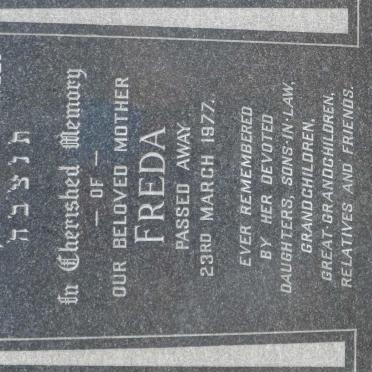 ת נ צ ב ה
In Cherished Memory
— OF —
OUR BELOVED MOTHER
FREDA
PASSED AWAY
23RD MARCH 1977.
EVER REMEMBERED
BY HER DEVOTED
DAUGHTERS, SONS-IN-LAW,
GRANDCHILDREN,
GREAT-GRANDCHILDREN,
RELATIVES AND FRIENDS.